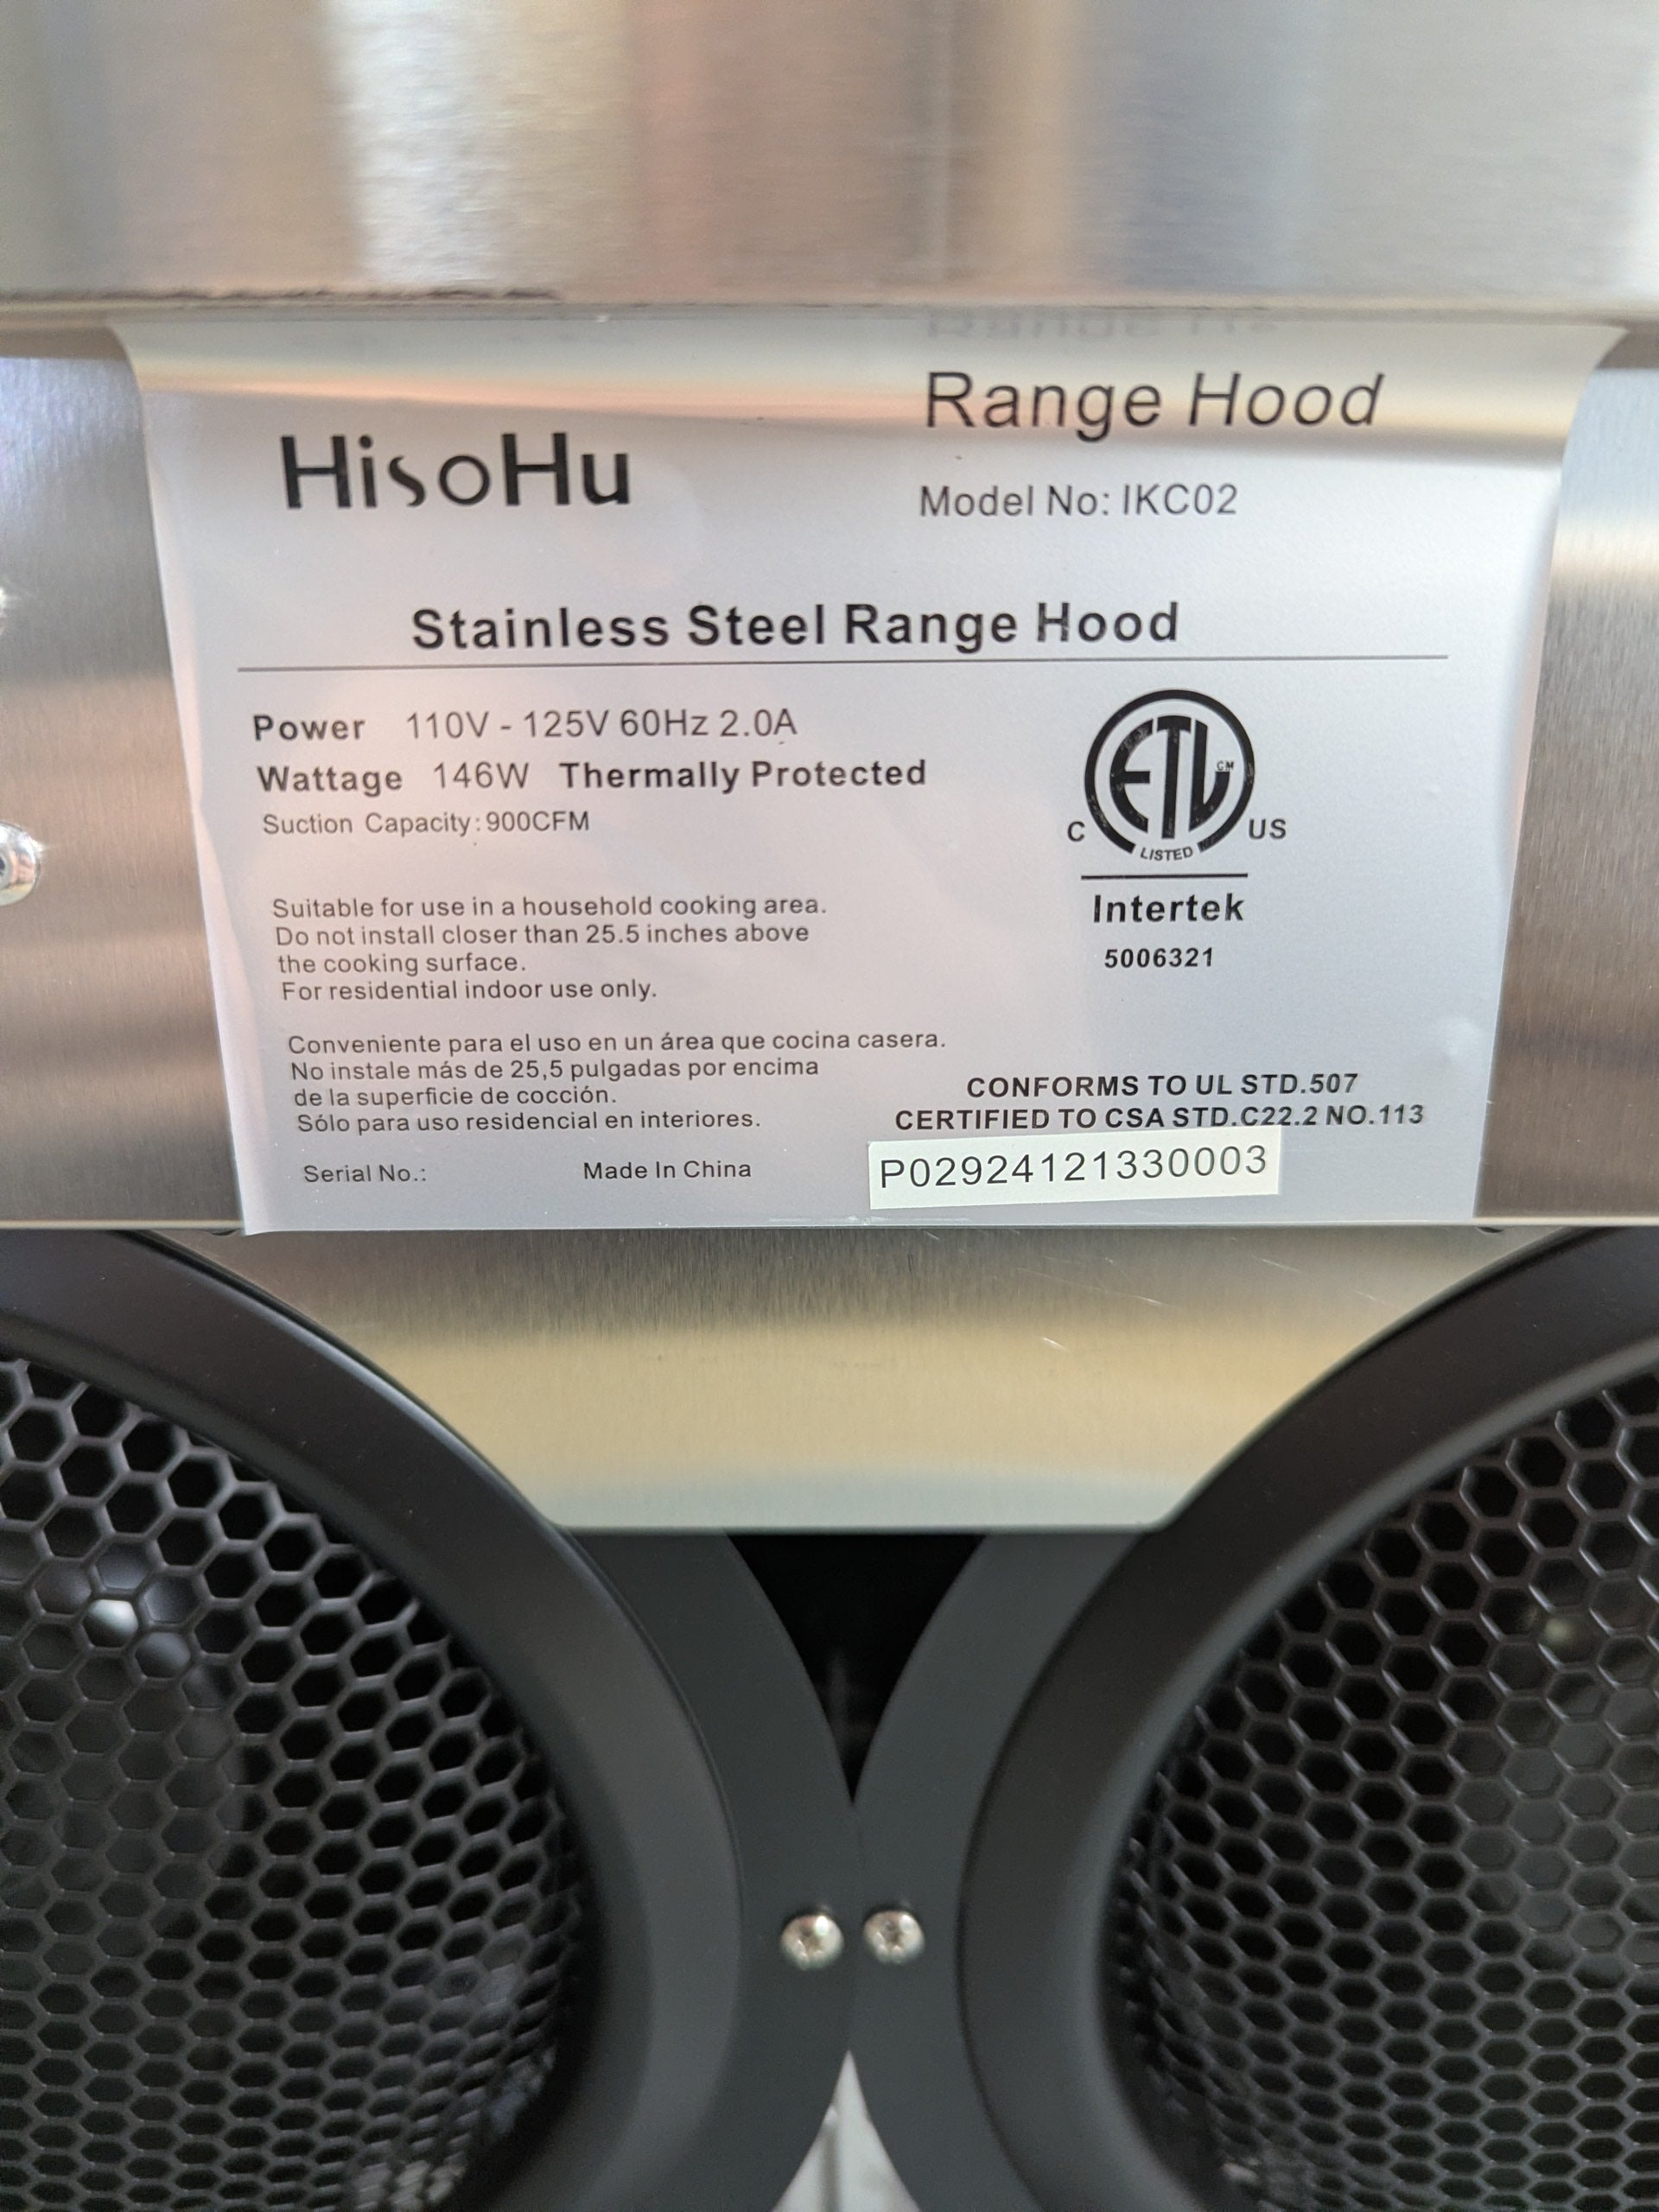 Range Hood
HisoHu
Model No: IKC02
Stainless Steel Range Hood
Power 110V - 125V 60Hz 2.0A
Wattage 146W Thermally Protected
Suction Capacity:900CFM
ETL CM
C US
LISTED
Intertek
5006321
Suitable for use in a household cooking area.
Do not install closer than 25.5 inches above
the cooking surface.
For residential indoor use only.
Conveniente para el uso en un área que cocina casera.
No instale más de 25,5 pulgadas por encima
de la superficie de cocción.
Sólo para uso residencial en interiores.
CONFORMS TO UL STD.507
CERTIFIED TO CSA STD.C22.2 NO.113
Serial No.: Made In China P02924121330003